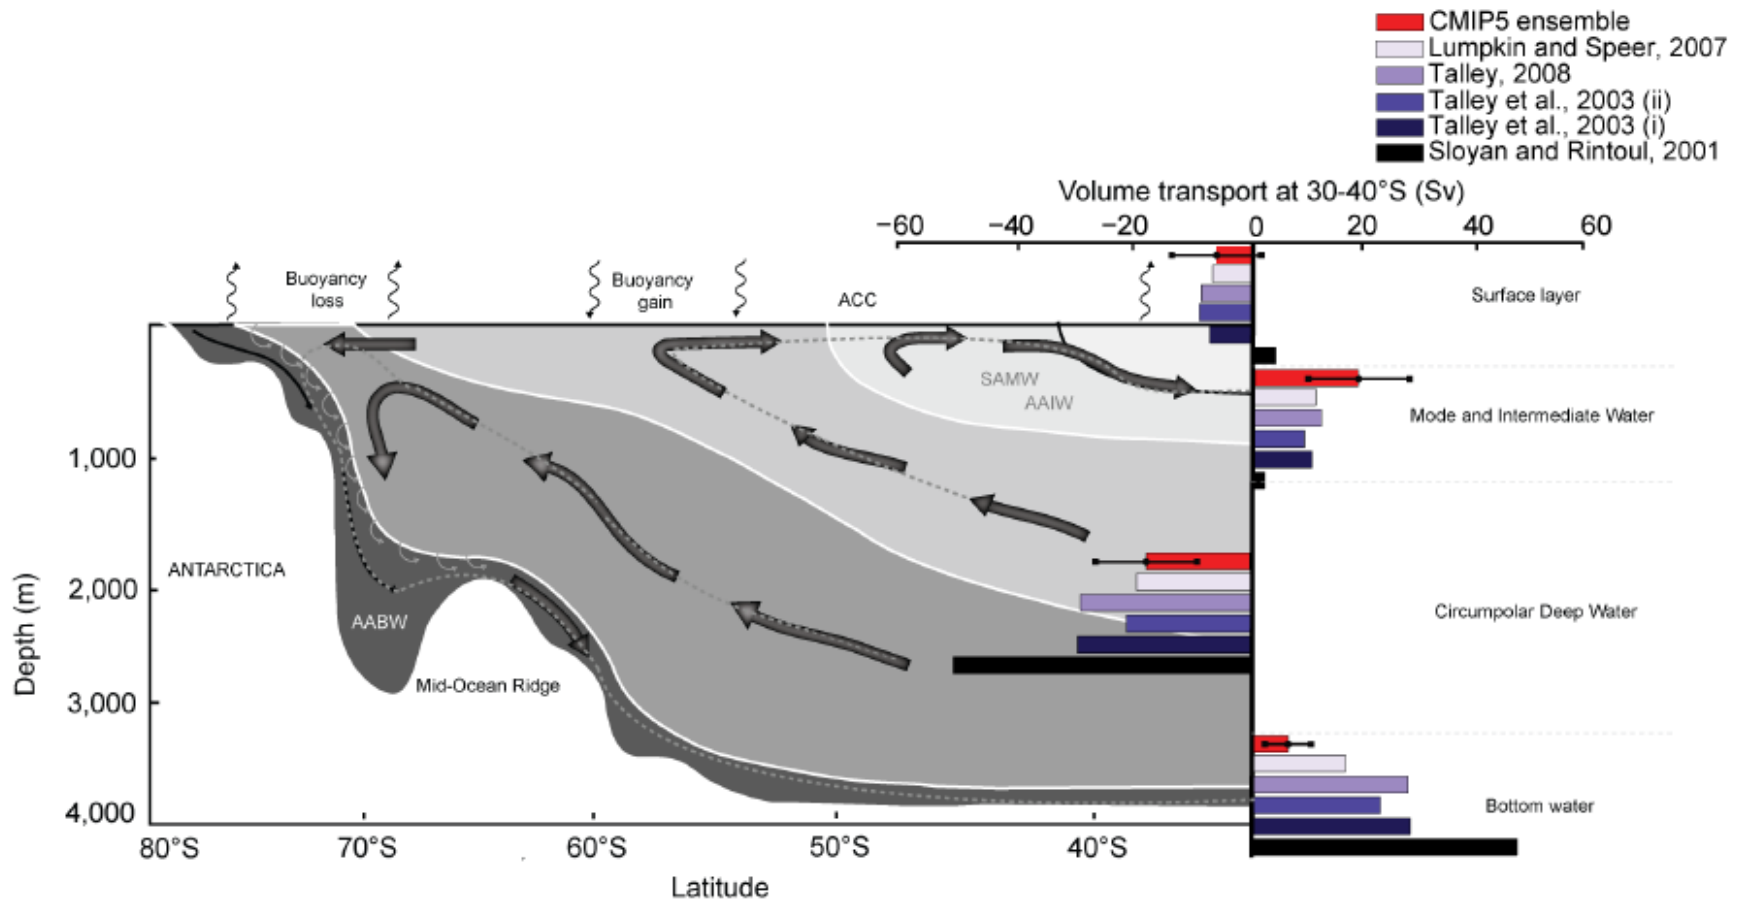 CMIP5 ensemble
Lumpkin and Speer, 2007
Talley, 2008
Talley et al., 2003 (ii)
Talley et al., 2003 (i)
Sloyan and Rintoul, 2001
Volume transport at 30-40°S (Sv)
−60 −40 −20 0 20 40 60
Buoyancy
loss
Buoyancy
gain
ACC
Surface layer
SAMW
AAIW
Mode and Intermediate Water
1,000
ANTARCTICA
2,000
AABW
Circumpolar Deep Water
Mid-Ocean Ridge
3,000
Depth (m)
Bottom water
4,000
80°S 70°S 60°S 50°S 40°S
Latitude